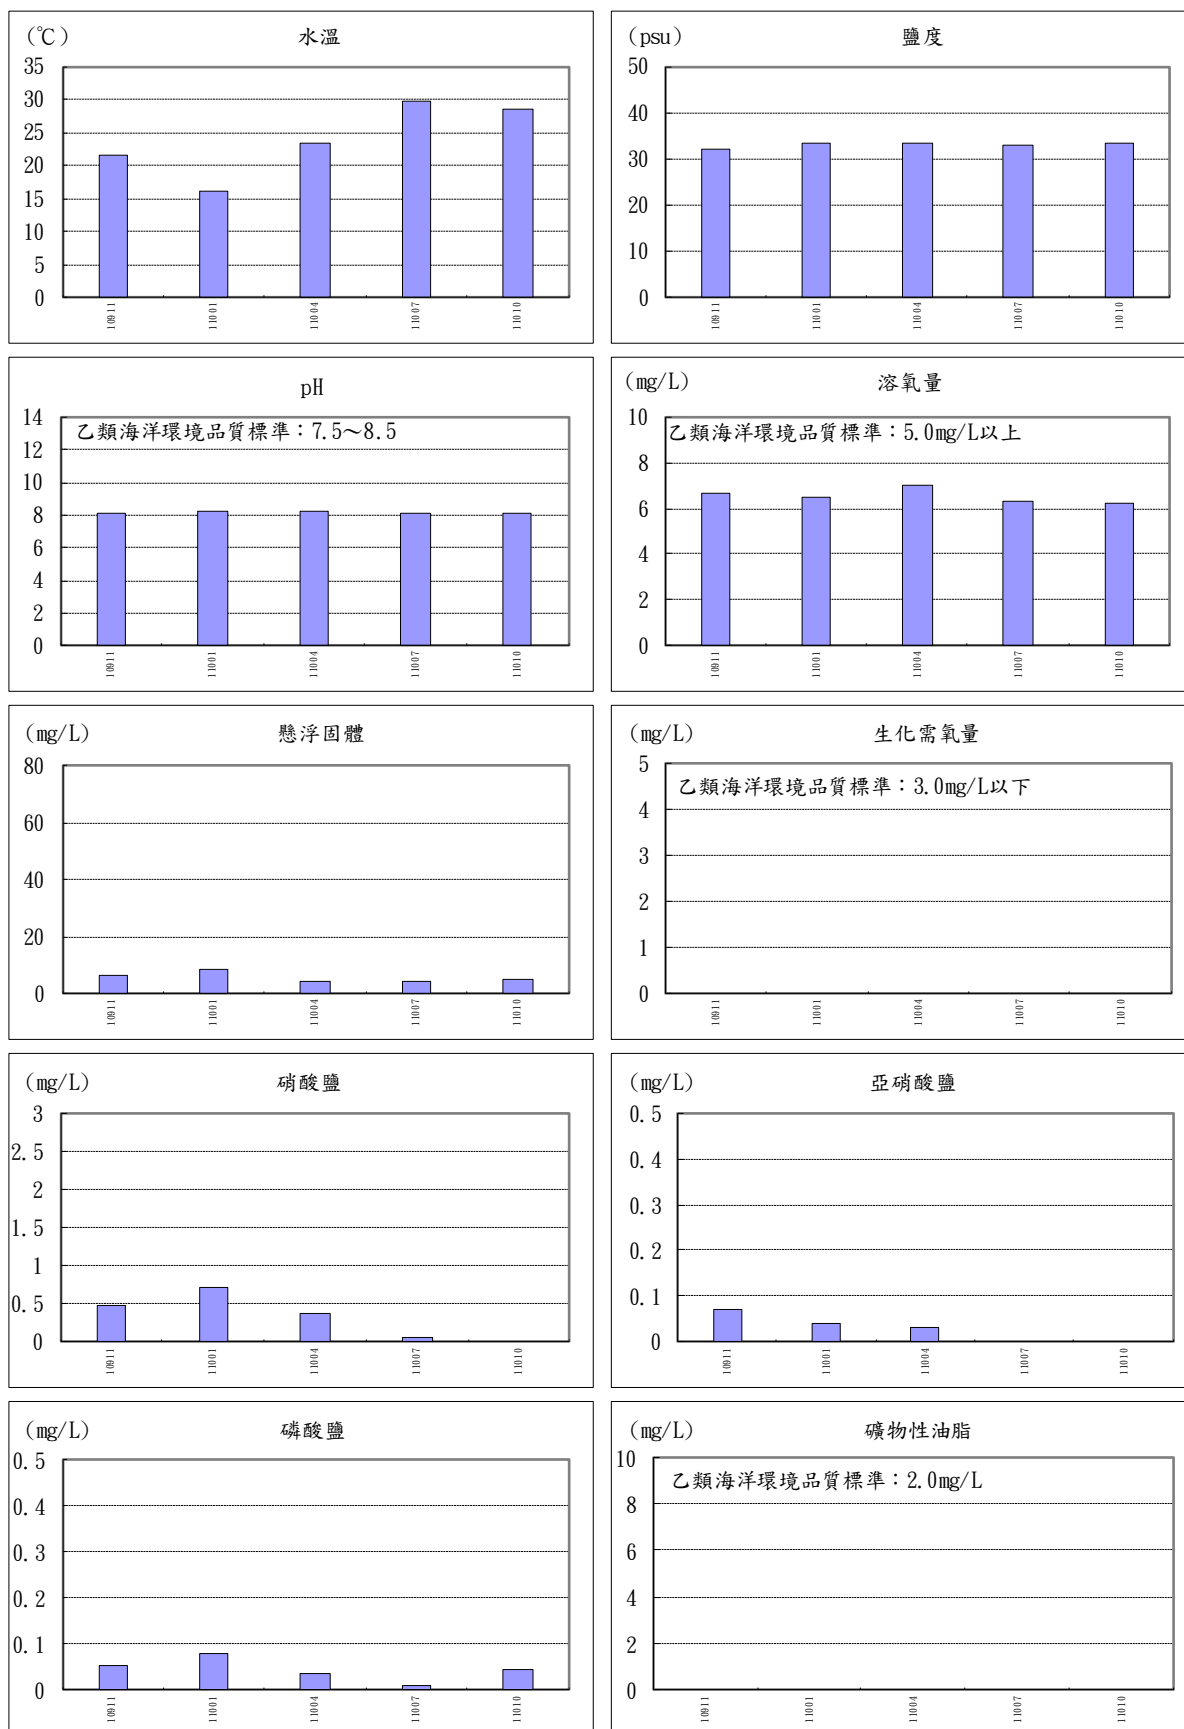 (℃) 水溫
35
30
25
20
15
10
5
0
10911 11001 11004 11007 11010
(psu) 鹽度
50
40
30
20
10
0
10911 11001 11004 11007 11010
pH
乙類海洋環境品質標準：7.5～8.5
14
12
10
8
6
4
2
0
10911 11001 11004 11007 11010
(mg/L) 溶氧量
乙類海洋環境品質標準：5.0mg/L以上
10
8
6
4
2
0
10911 11001 11004 11007 11010
(mg/L) 懸浮固體
80
60
40
20
0
10911 11001 11004 11007 11010
(mg/L) 生化需氧量
5
乙類海洋環境品質標準：3.0mg/L以下
4
3
2
1
0
10911 11001 11004 11007 11010
(mg/L) 硝酸鹽
3
2.5
2
1.5
1
0.5
0
10911 11001 11004 11007 11010
(mg/L) 亞硝酸鹽
0.5
0.4
0.3
0.2
0.1
0
10911 11001 11004 11007 11010
(mg/L) 磷酸鹽
0.5
0.4
0.3
0.2
0.1
0
10911 11001 11004 11007 11010
(mg/L) 礦物性油脂
10
乙類海洋環境品質標準：2.0mg/L
8
6
4
2
0
10911 11001 11004 11007 11010